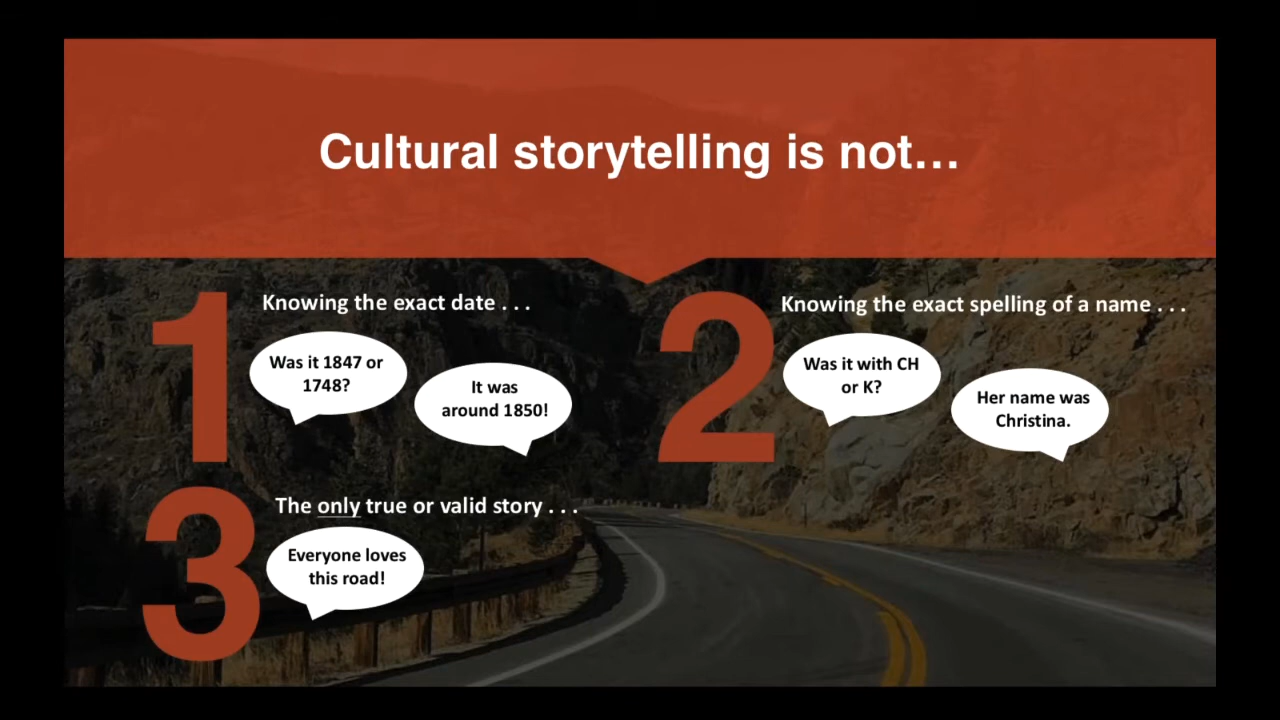 Cultural storytelling is not...
1
Knowing the exact date . . .
Was it 1847 or
1748?
It was
around 1850!
2
Knowing the exact spelling of a name . . .
Was it with CH
or K?
Her name was
Christina.
3
The only true or valid story . . .
Everyone loves
this road!